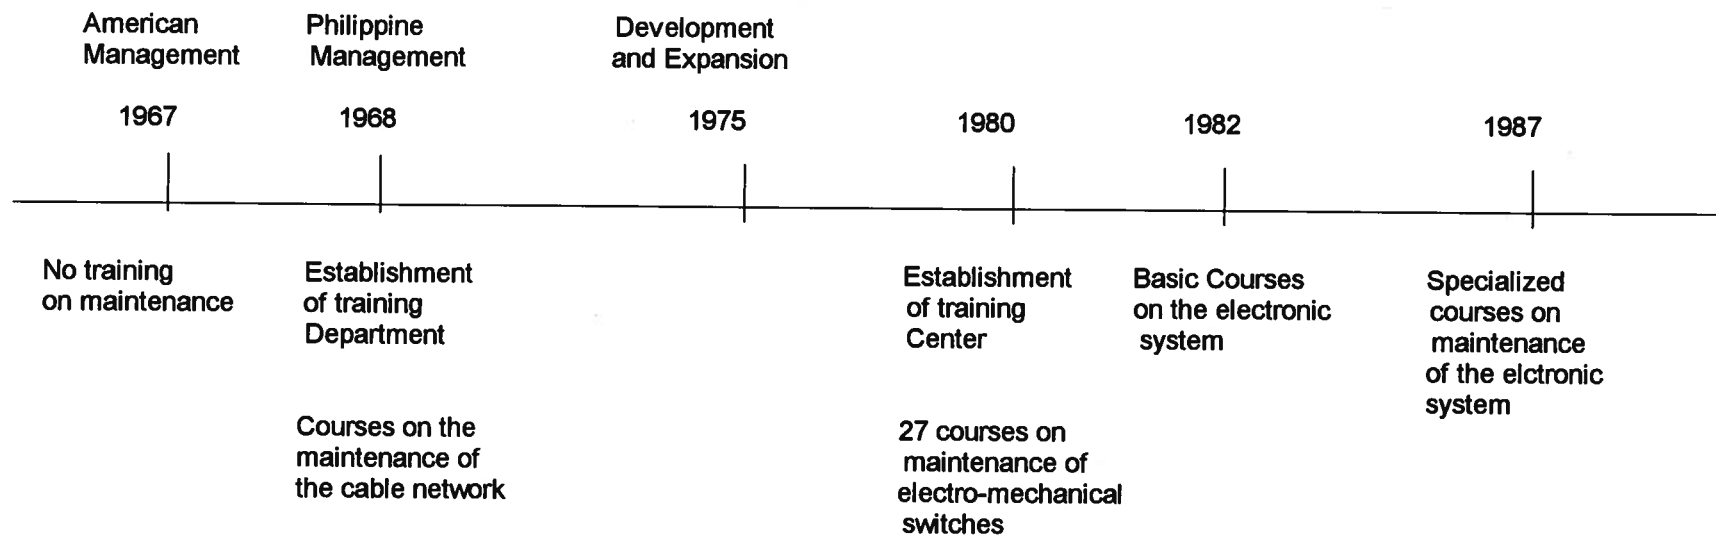 American
Management
Philippine
Management
Development
and Expansion
1967
1968
1975
1980
1982
1987
No training
on maintenance
Establishment
of training
Department
Establishment
of training
Center
Basic Courses
on the electronic
system
Specialized
courses on
maintenance
of the elctronic
system
Courses on the
maintenance of
the cable network
27 courses on
maintenance of
electro-mechanical
switches